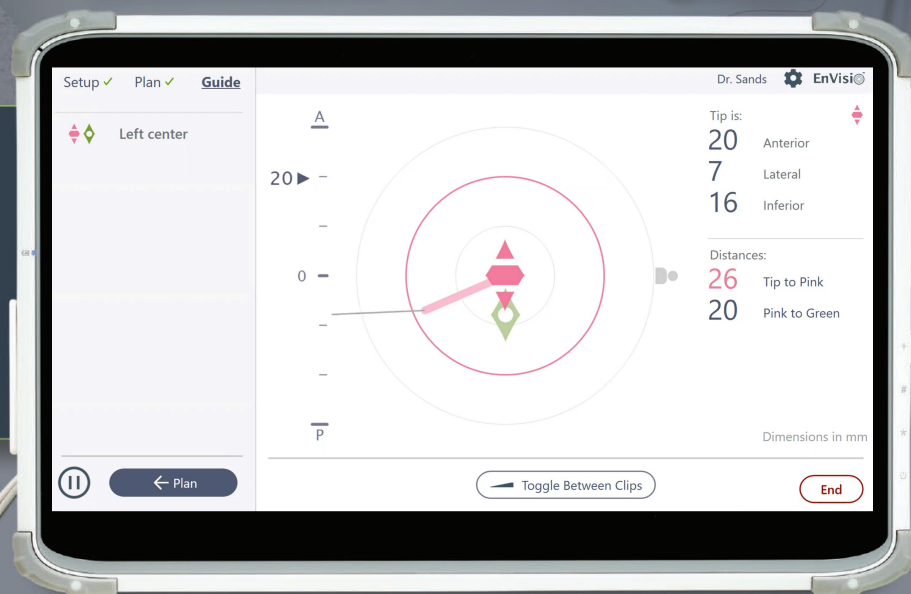 Setup ✓ Plan ✓ Guide
Dr. Sands EnVisio
Left center
A
20
0
P
Tip is:
20 Anterior
7 Lateral
16 Inferior
Distances:
26 Tip to Pink
20 Pink to Green
Dimensions in mm
← Plan
Toggle Between Clips
End
+
#
*